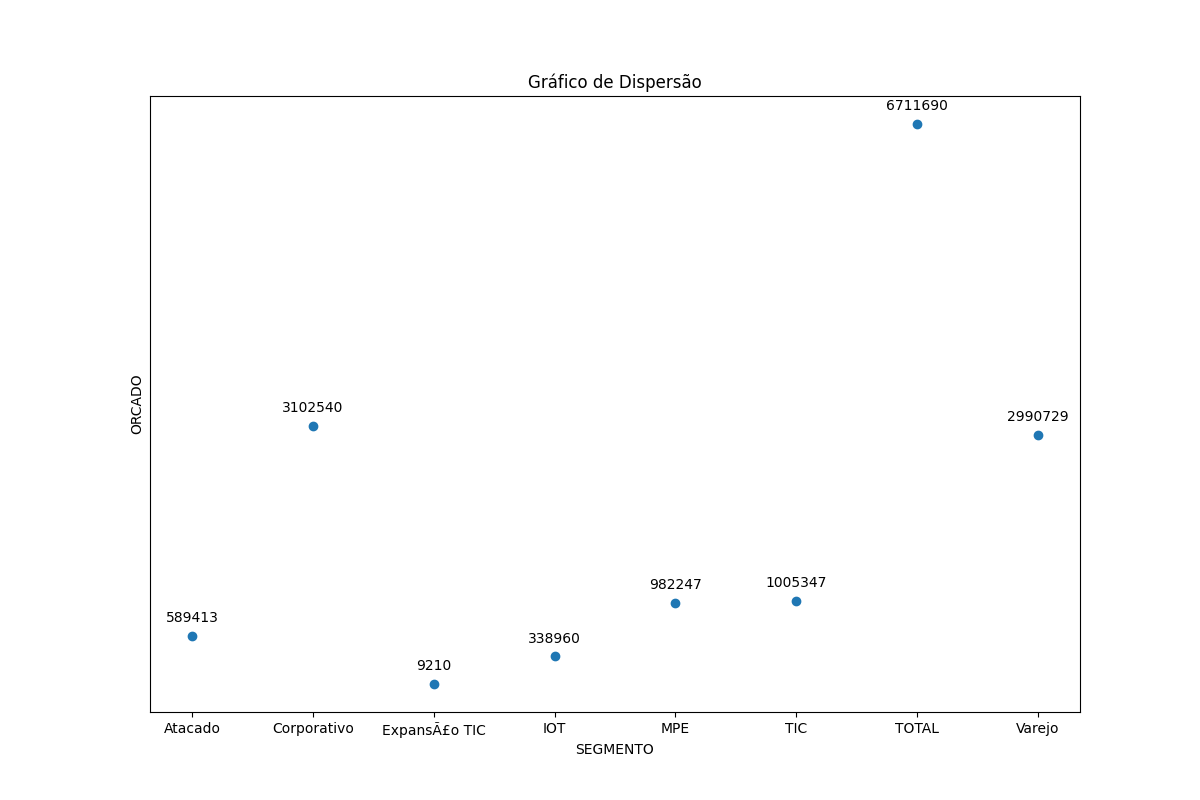 Gráfico de Dispersão
6711690
3102540
2990729
982247
1005347
589413
338960
9210
ORCADO
Atacado Corporativo ExpansÃ£o TIC IOT MPE TIC TOTAL Varejo
SEGMENTO